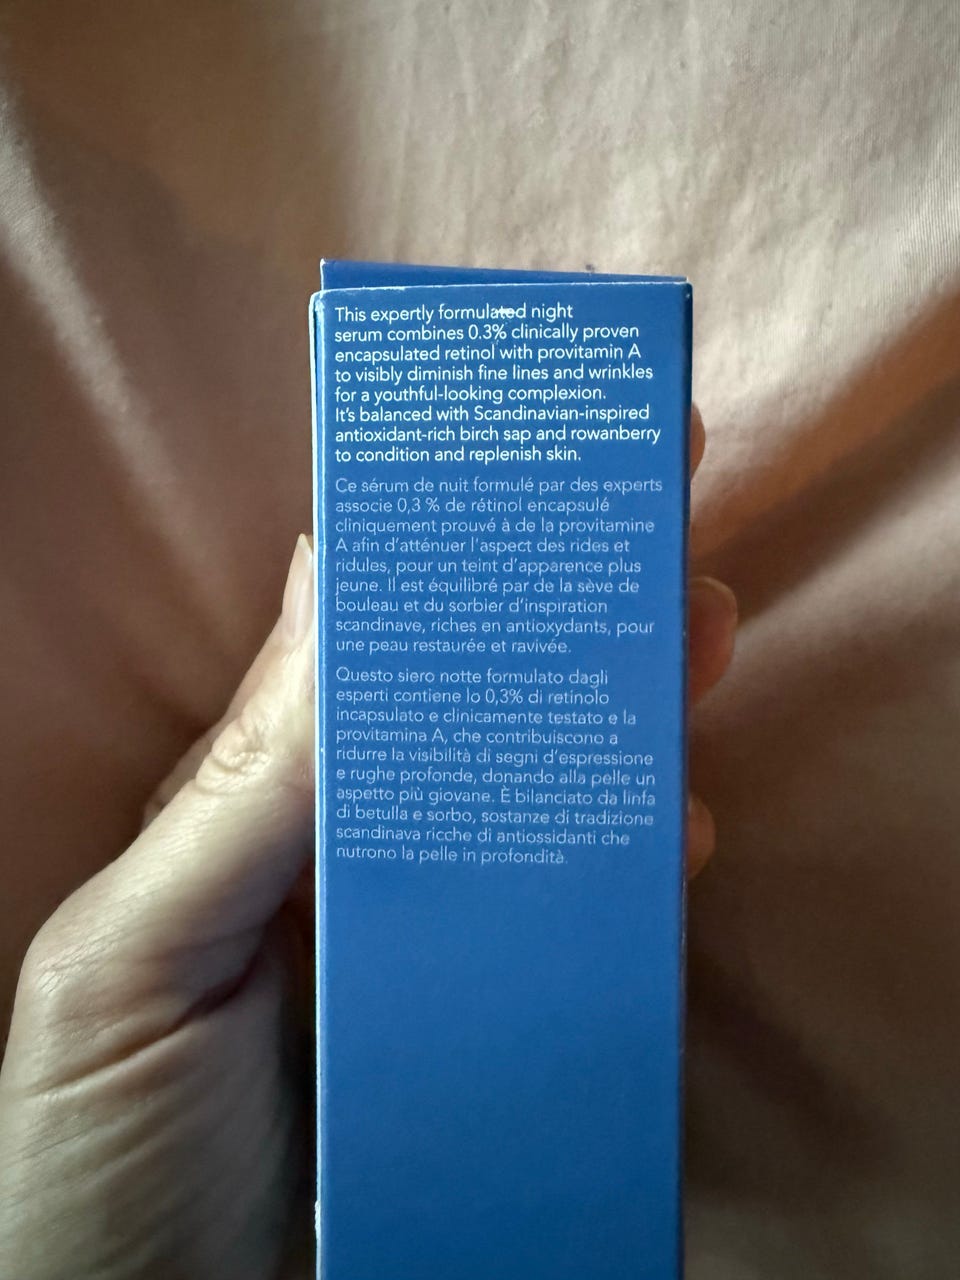 This expertly formulated night
serum combines 0.3% clinically proven
encapsulated retinol with provitamin A
to visibly diminish fine lines and wrinkles
for a youthful-looking complexion.
It's balanced with Scandinavian-inspired
antioxidant-rich birch sap and rowanberry
to condition and replenish skin.
Ce sérum de nuit formulé par des experts
associe 0,3 % de rétinol encapsulé
cliniquement prouvé à de la provitamine
A afin d'atténuer l'aspect des rides et
ridules, pour un teint d'apparence plus
jeune. Il est équilibré par de la sève de
bouleau et du sorbier d'inspiration
scandinave, riches en antioxydants, pour
une peau restaurée et ravivée.
Questo siero notte formulato dagli
esperti contiene lo 0,3% di retinolo
incapsulato e clinicamente testato e la
provitamina A, che contribuiscono a
ridurre la visibilità di segni d'espressione
e rughe profonde, donando alla pelle un
aspetto più giovane. È bilanciato da linfa
di betulla e sorbo, sostanze di tradizione
scandinava ricche di antiossidanti che
nutrono la pelle in profondità.